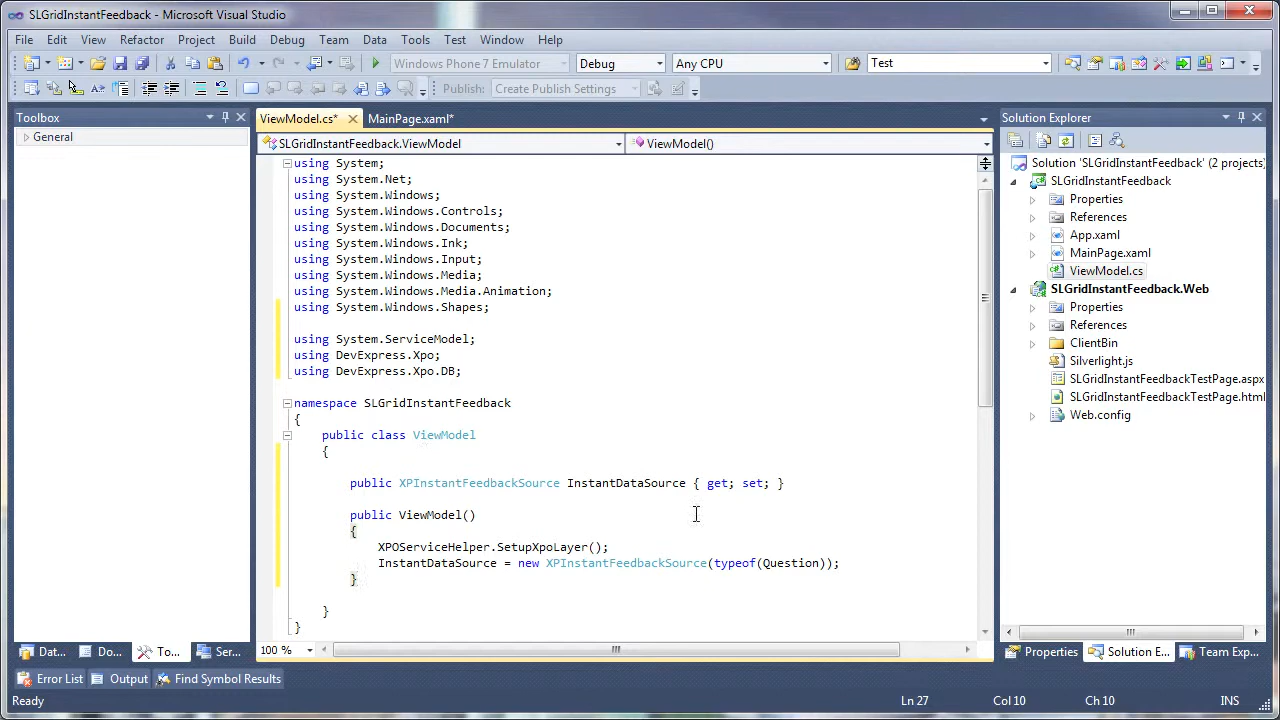 SLGridInstantFeedback - Microsoft Visual Studio
File Edit View Refactor Project Build Debug Team Data Tools Test Window Help
Windows Phone 7 Emulator Debug Any CPU Test
Publish: Create Publish Settings
Toolbox
General
ViewModel.cs* MainPage.xaml*
SLGridInstantFeedback.ViewModel ViewModel()
using System;
using System.Net;
using System.Windows;
using System.Windows.Controls;
using System.Windows.Documents;
using System.Windows.Ink;
using System.Windows.Input;
using System.Windows.Media;
using System.Windows.Media.Animation;
using System.Windows.Shapes;
using System.ServiceModel;
using DevExpress.Xpo;
using DevExpress.Xpo.DB;
namespace SLGridInstantFeedback
{
public class ViewModel
{
public XPInstantFeedbackSource InstantDataSource { get; set; }
public ViewModel()
{
XPOServiceHelper.SetupXpoLayer();
InstantDataSource = new XPInstantFeedbackSource(typeof(Question));
}
}
}
100 %
Solution Explorer
Solution 'SLGridInstantFeedback' (2 projects)
SLGridInstantFeedback
Properties
References
App.xaml
MainPage.xaml
ViewModel.cs
SLGridInstantFeedback.Web
Properties
References
ClientBin
Silverlight.js
SLGridInstantFeedbackTestPage.aspx
SLGridInstantFeedbackTestPage.html
Web.config
Dat... Do... To... Ser...
Properties Solution E... Team Exp...
Error List Output Find Symbol Results
Ready Ln 27 Col 10 Ch 10 INS